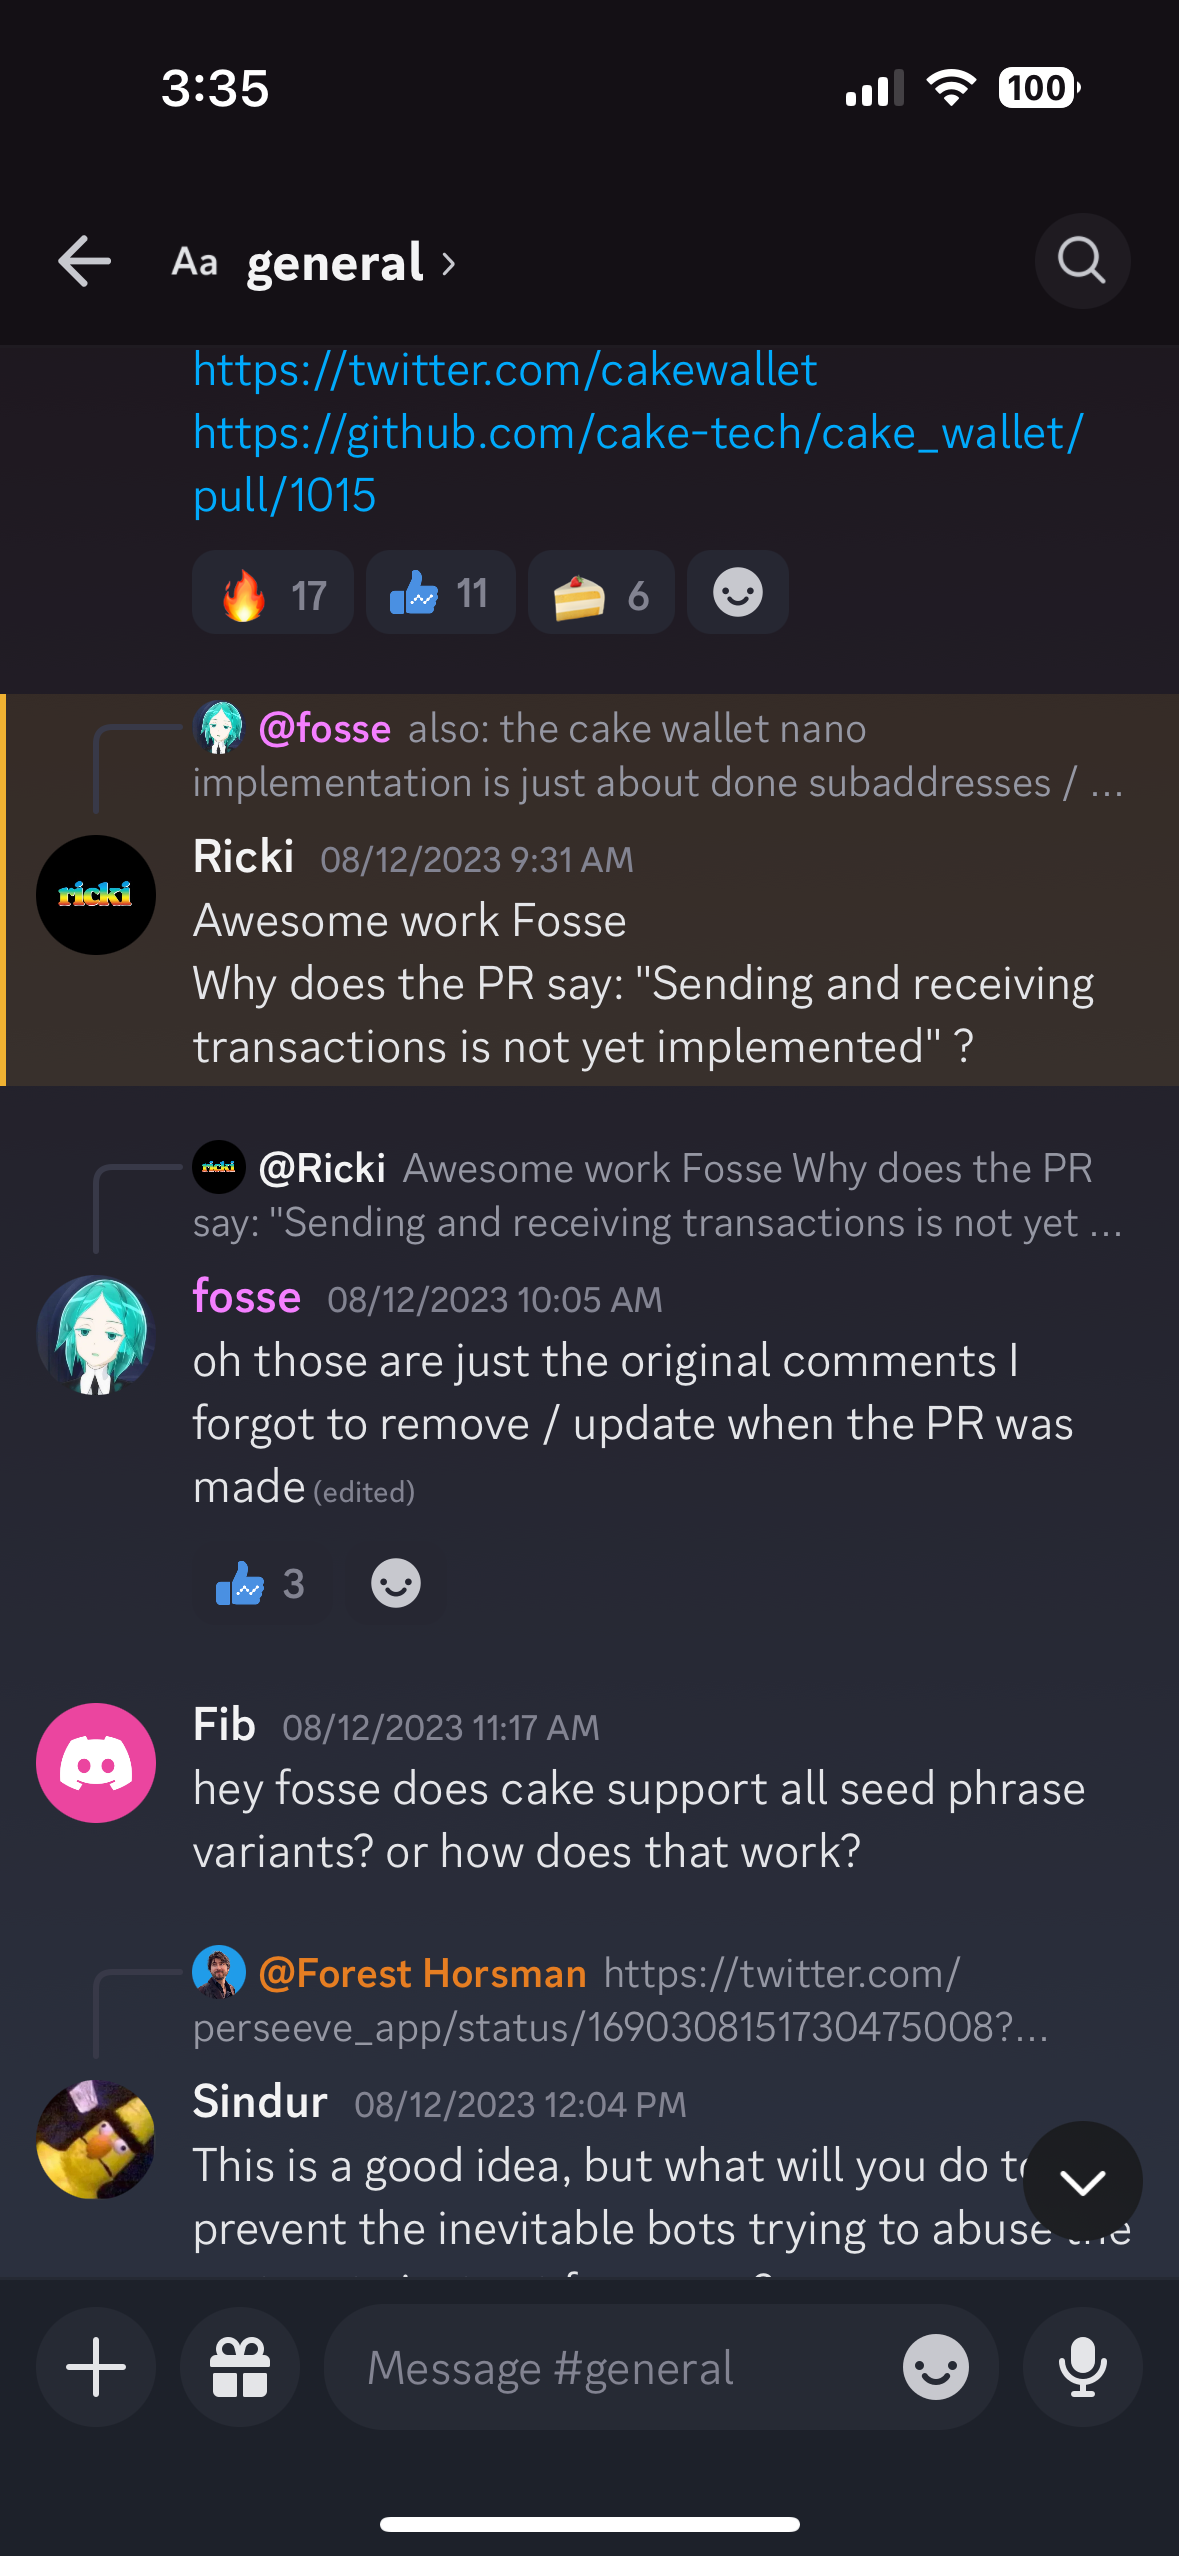 3:35
100
Aa general ›
https://twitter.com/cakewallet
https://github.com/cake-tech/cake_wallet/
pull/1015
17 11 6
@fosse also: the cake wallet nano
implementation is just about done subaddresses / ...
ricki
Ricki 08/12/2023 9:31 AM
Awesome work Fosse
Why does the PR say: "Sending and receiving
transactions is not yet implemented" ?
ricki @Ricki Awesome work Fosse Why does the PR
say: "Sending and receiving transactions is not yet ...
fosse 08/12/2023 10:05 AM
oh those are just the original comments I
forgot to remove / update when the PR was
made (edited)
3
Fib 08/12/2023 11:17 AM
hey fosse does cake support all seed phrase
variants? or how does that work?
@Forest Horsman https://twitter.com/
perseeve_app/status/1690308151730475008?...
Sindur 08/12/2023 12:04 PM
This is a good idea, but what will you do to
prevent the inevitable bots trying to abuse the
Message #general